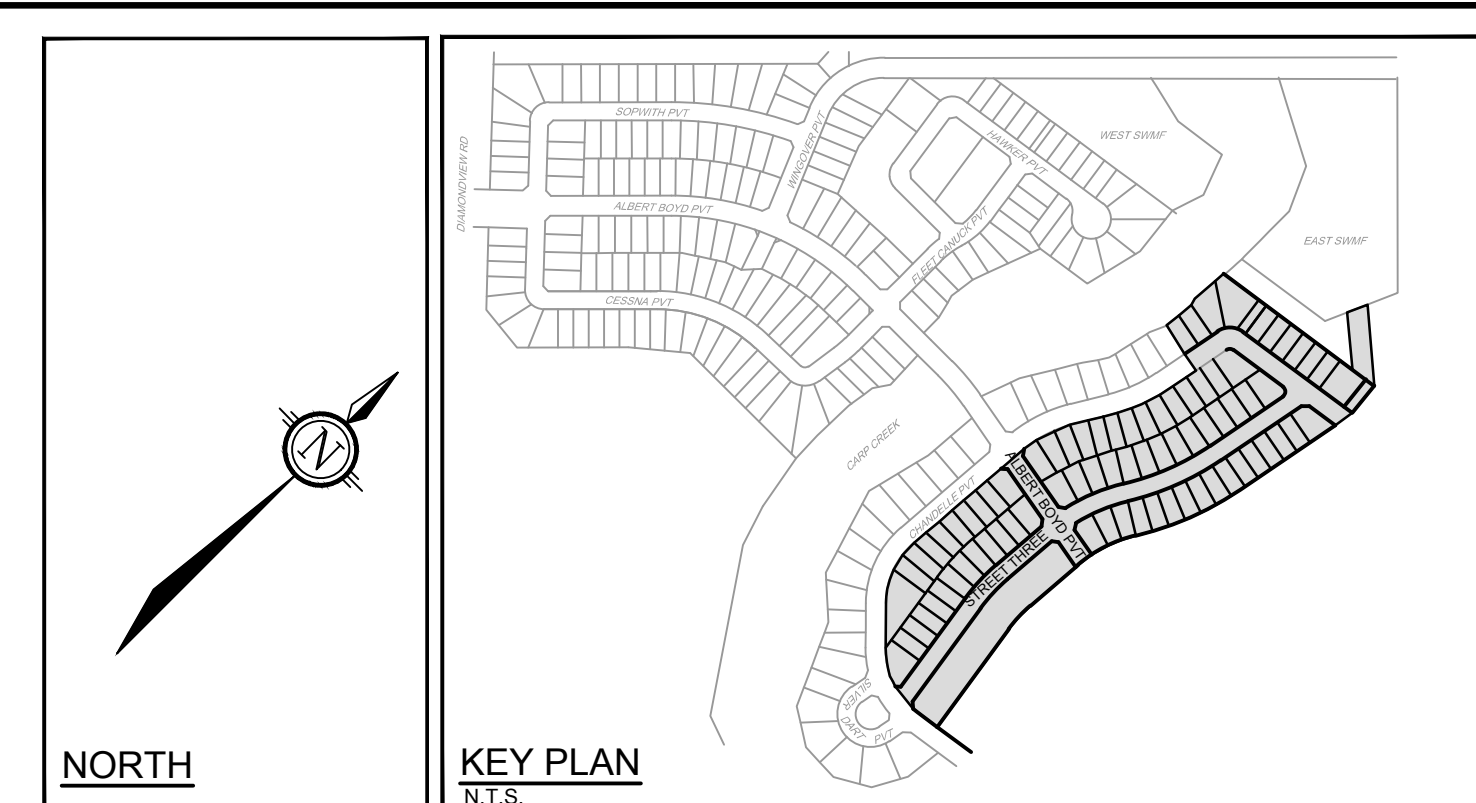 N
NORTH
KEY PLAN
N.T.S.
SOPWITH PVT
WINGOVER PVT
HAWKER PVT
WEST SWMF
DIAMONDVIEW RD
ALBERT BOYD PVT
FLEET CANUCK PVT
EAST SWMF
CESSNA PVT
CARP CREEK
CHANDELLE PVT
ALBERT BOYD PVT
STREET THREE
SILVER
DART
PVT